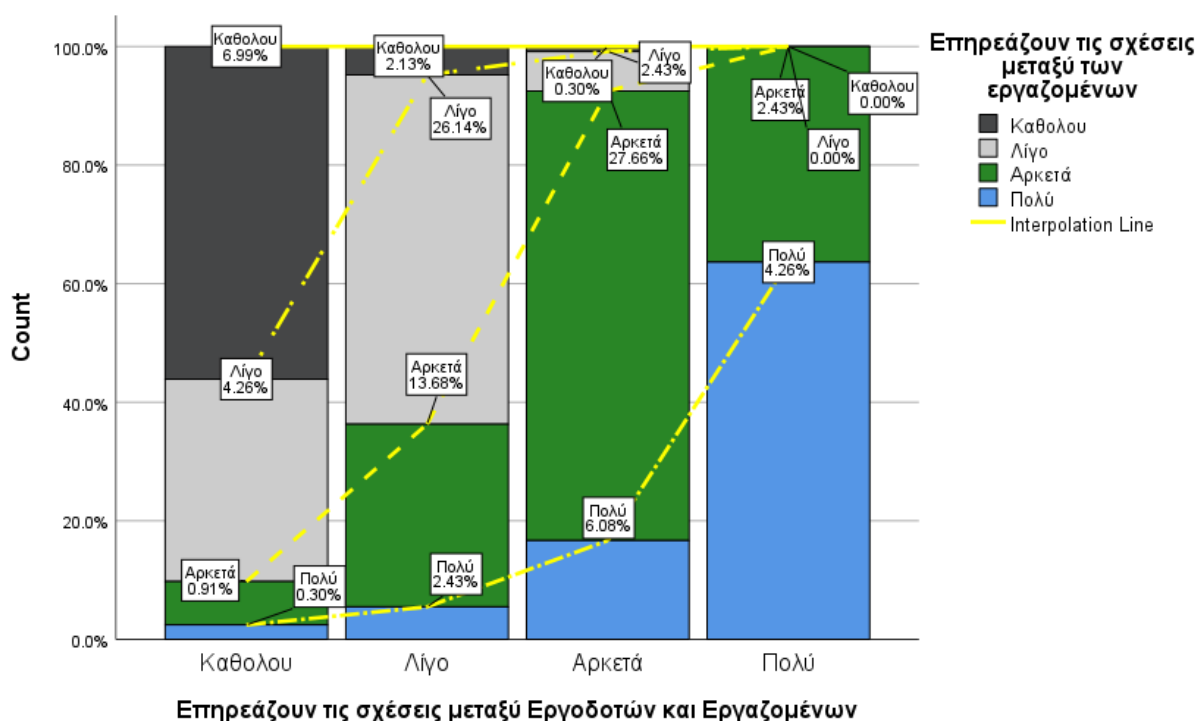 100.0%
80.0%
60.0%
40.0%
20.0%
0.0%
Count
Καθολου
6.99%
Λίγο
4.26%
Αρκετά
0.91%
Πολύ
0.30%
Καθολου
2.13%
Λίγο
26.14%
Αρκετά
13.68%
Πολύ
2.43%
Καθολου
0.30%
Λίγο
2.43%
Αρκετά
27.66%
Πολύ
6.08%
Αρκετά
2.43%
Καθολου
0.00%
Λίγο
0.00%
Πολύ
4.26%
Καθολου
Λίγο
Αρκετά
Πολύ
Επηρεάζουν τις σχέσεις μεταξύ Εργοδοτών και Εργαζομένων
Επηρεάζουν τις σχέσεις
μεταξύ των
εργαζομένων
Καθολου
Λίγο
Αρκετά
Πολύ
Interpolation Line